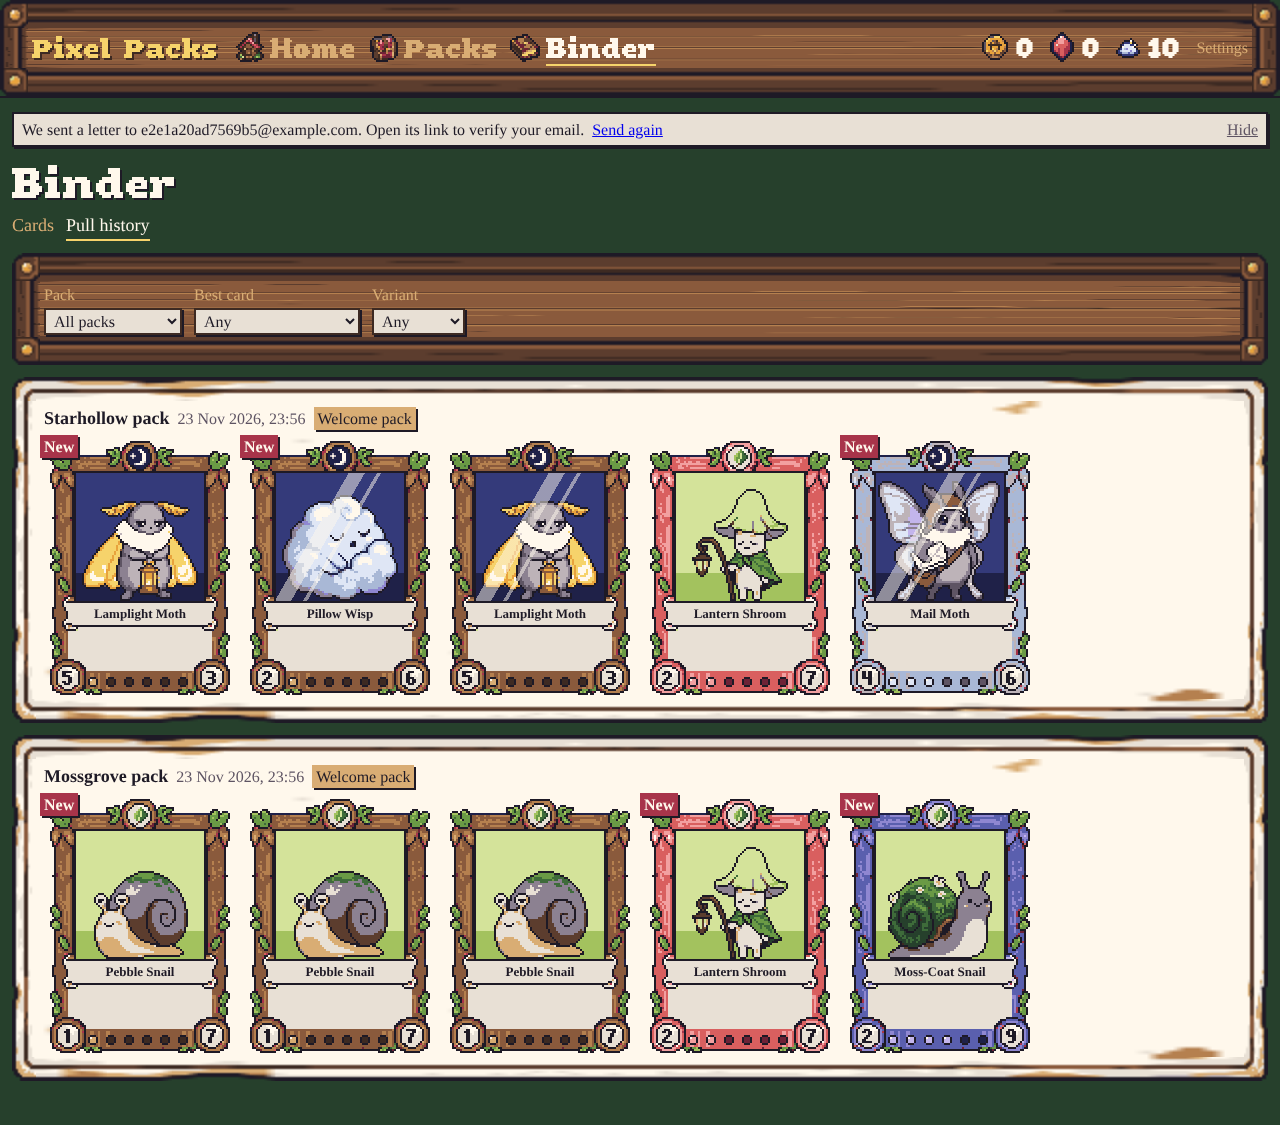 Pixel Packs Home Packs Binder 0 0 10 Settings
We sent a letter to e2e1a20ad7569b5@example.com. Open its link to verify your email. Send again Hide
Binder
Cards Pull history
Pack Best card Variant
All packs Any Any
Starhollow pack 23 Nov 2026, 23:56 Welcome pack
New New New
Lamplight Moth Pillow Wisp Lamplight Moth Lantern Shroom Mail Moth
5 3 2 6 5 3 2 7 4 6
Mossgrove pack 23 Nov 2026, 23:56 Welcome pack
New New New
Pebble Snail Pebble Snail Pebble Snail Lantern Shroom Moss-Coat Snail
1 7 1 7 1 7 2 7 2 9